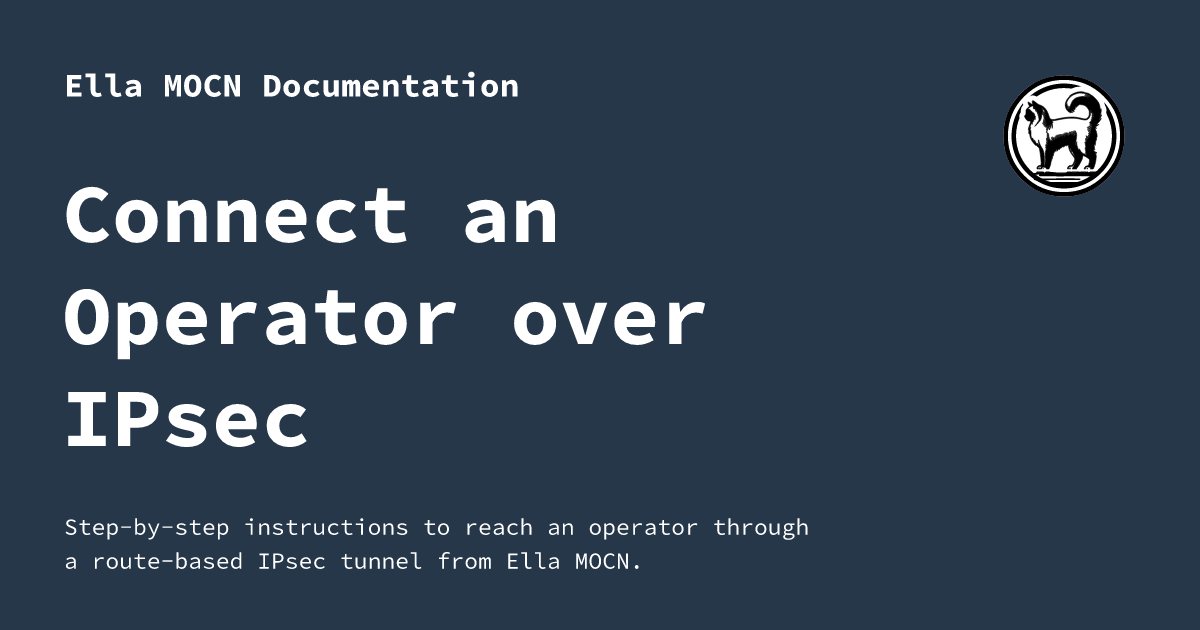 Ella MOCN Documentation
Connect an
Operator over
IPsec
Step-by-step instructions to reach an operator through
a route-based IPsec tunnel from Ella MOCN.